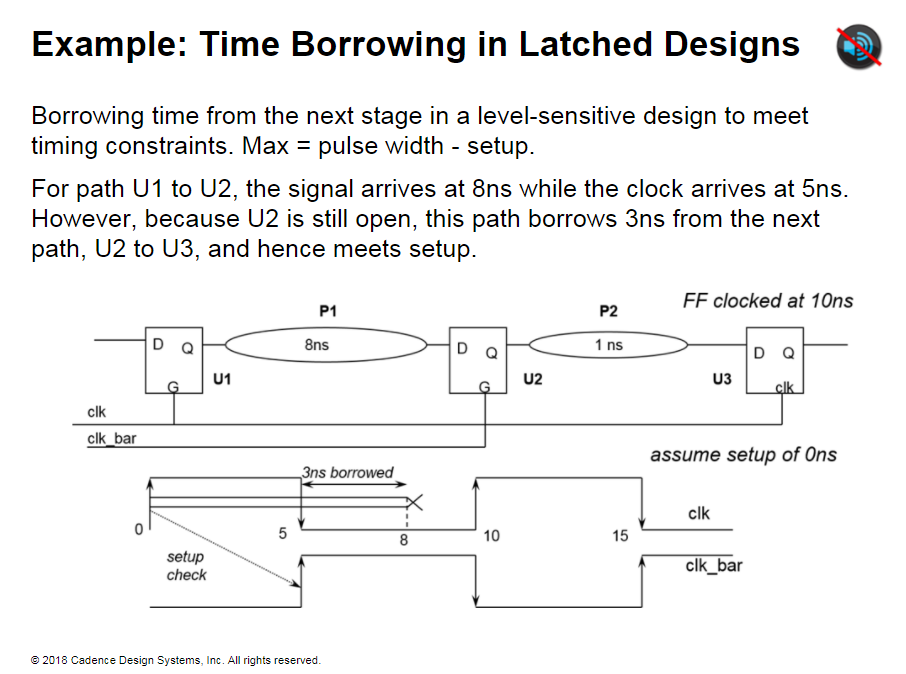 Example: Time Borrowing in Latched Designs
Borrowing time from the next stage in a level-sensitive design to meet
timing constraints. Max = pulse width - setup.
For path U1 to U2, the signal arrives at 8ns while the clock arrives at 5ns.
However, because U2 is still open, this path borrows 3ns from the next
path, U2 to U3, and hence meets setup.
FF clocked at 10ns
P1
P2
D Q
8ns
D Q
1 ns
D Q
U1
U2
U3
G
G
clk
clk
clk_bar
assume setup of 0ns
3ns borrowed
clk
0
5
8
10
15
setup
check
clk_bar
© 2018 Cadence Design Systems, Inc. All rights reserved.